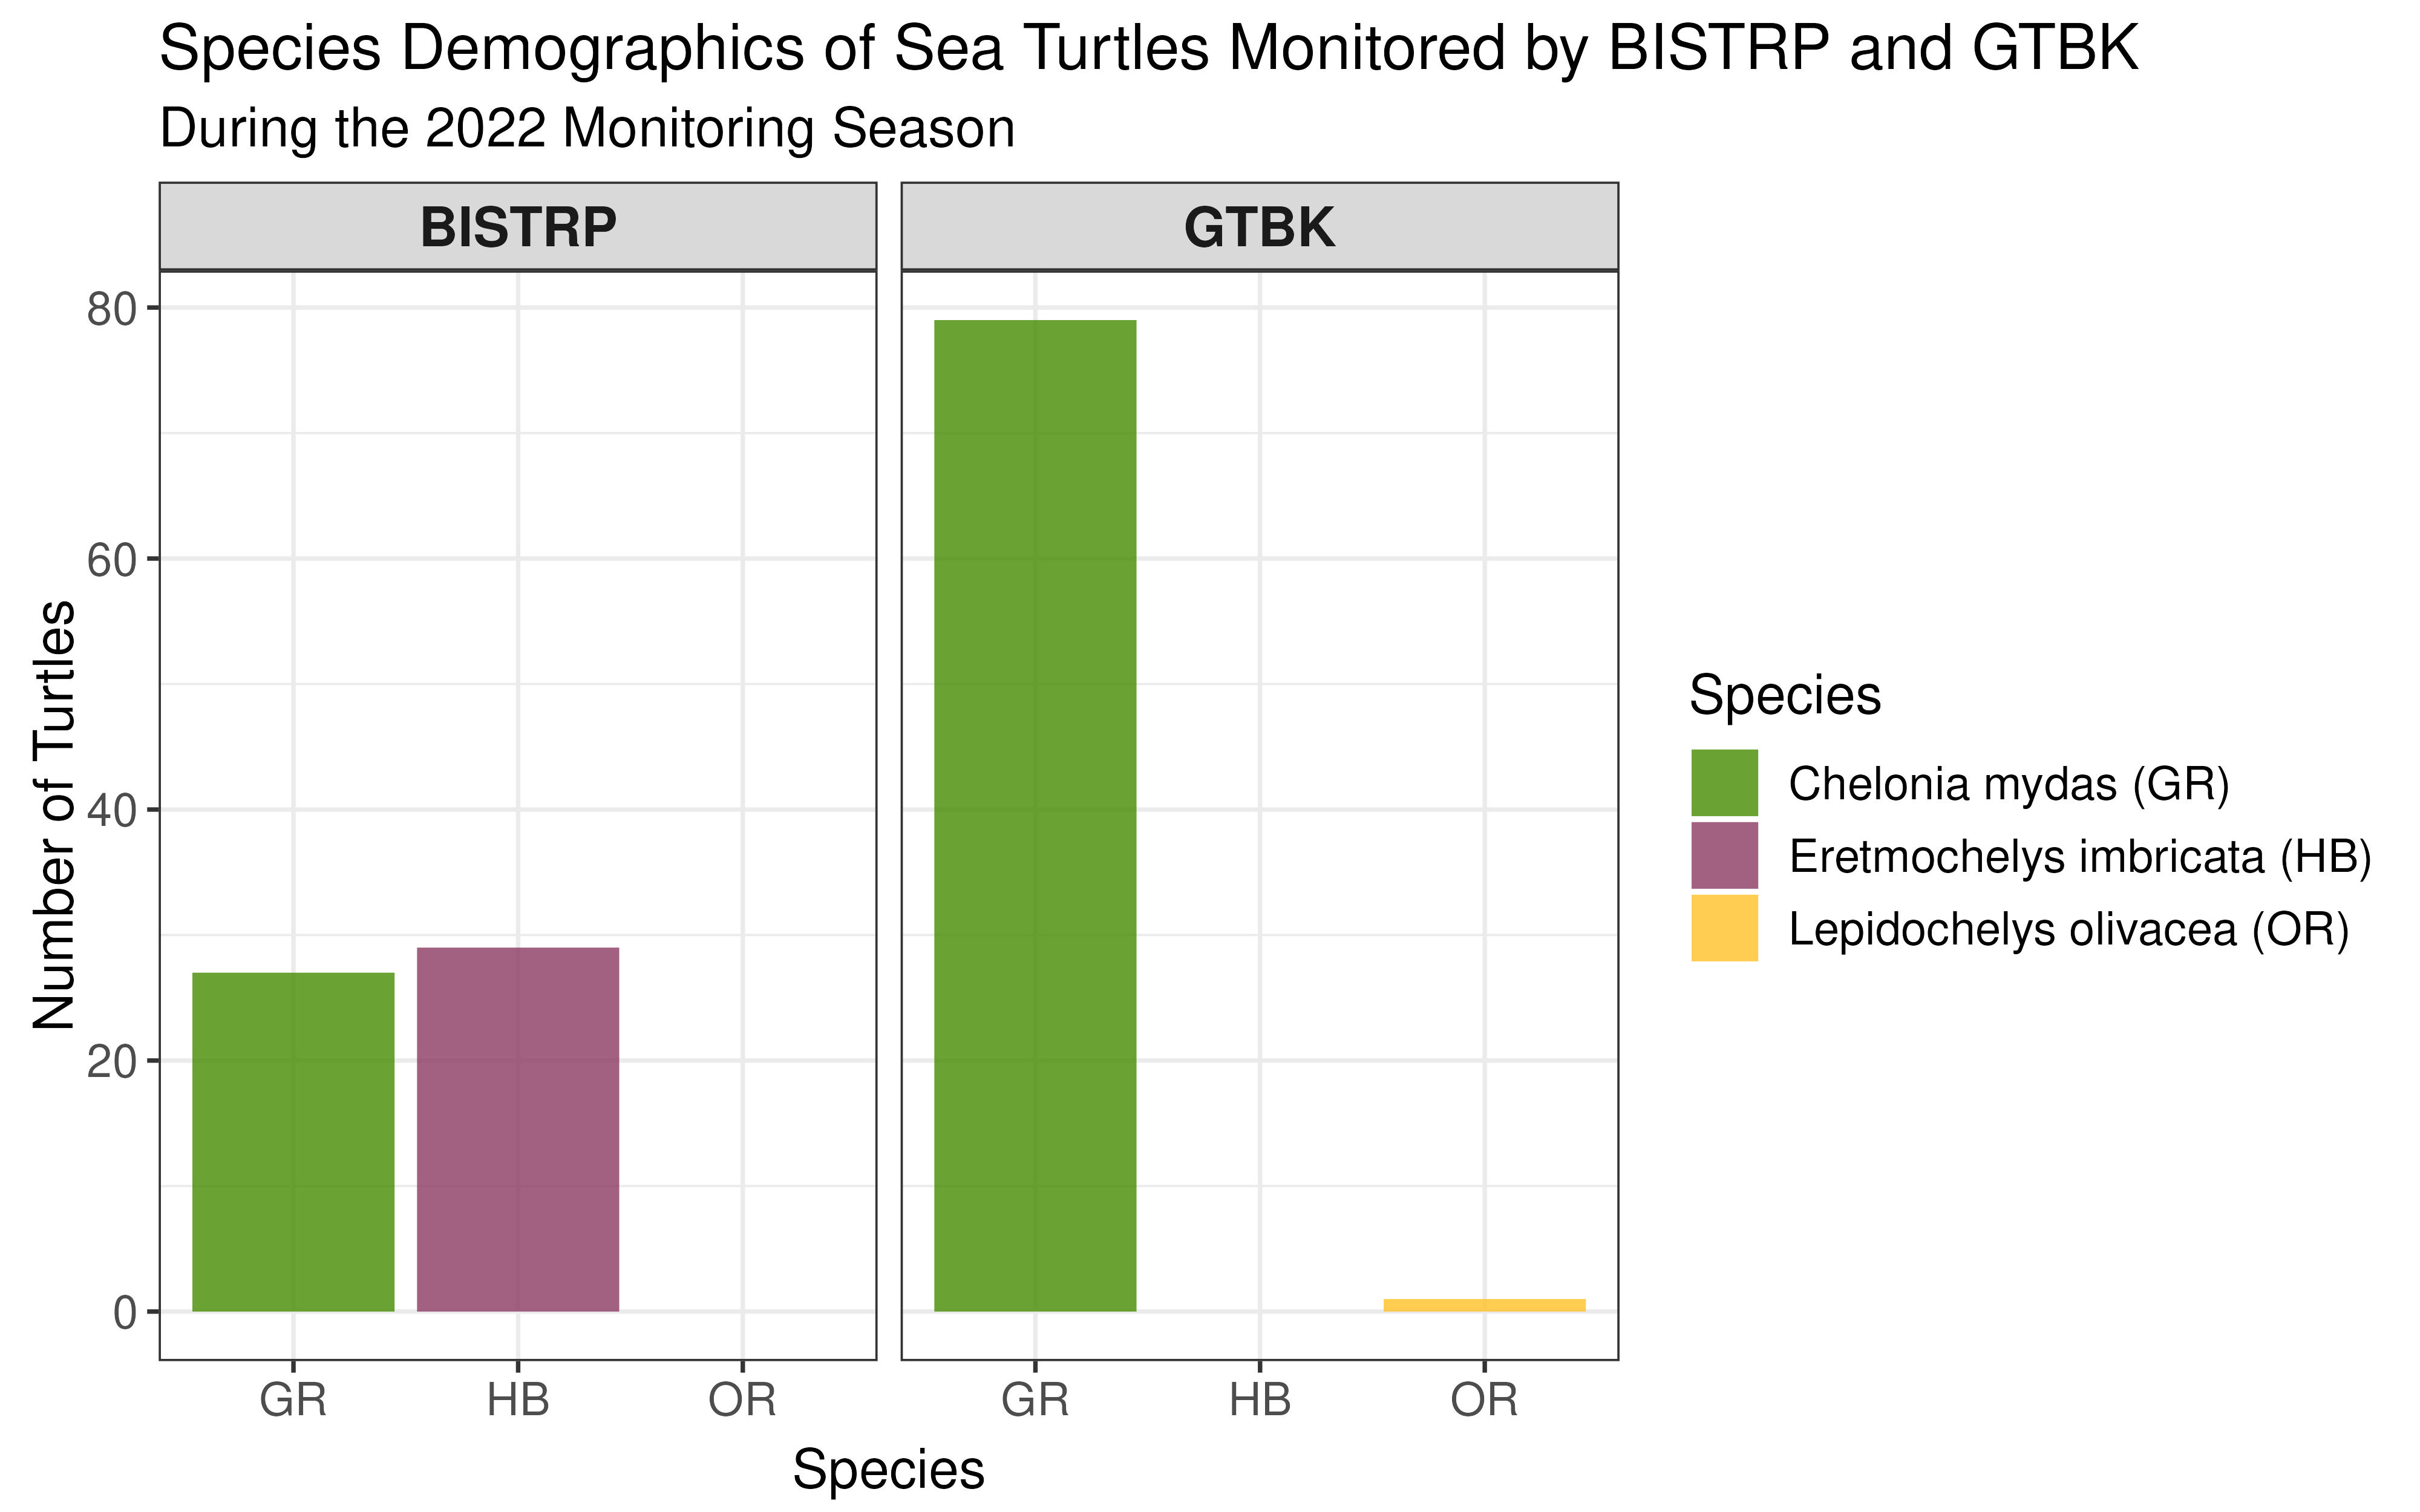 Species Demographics of Sea Turtles Monitored by BISTRP and GTBK
During the 2022 Monitoring Season
BISTRP
GTBK
Number of Turtles
80
60
40
20
0
GR
HB
OR
GR
HB
OR
Species
Species
Chelonia mydas (GR)
Eretmochelys imbricata (HB)
Lepidochelys olivacea (OR)